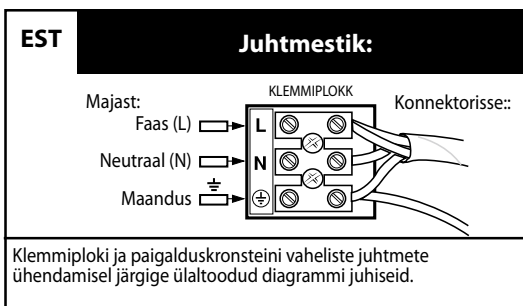 EST
Juhtmestik:
KLEMMIPLOKK
Majast:
Konnektorisse::
Faas (L)
L
Neutraal (N)
N
Maandus
Klemmiploki ja paigalduskronsteini vaheliste juhtmete
ühendamisel järgige ülaltoodud diagrammi juhiseid.